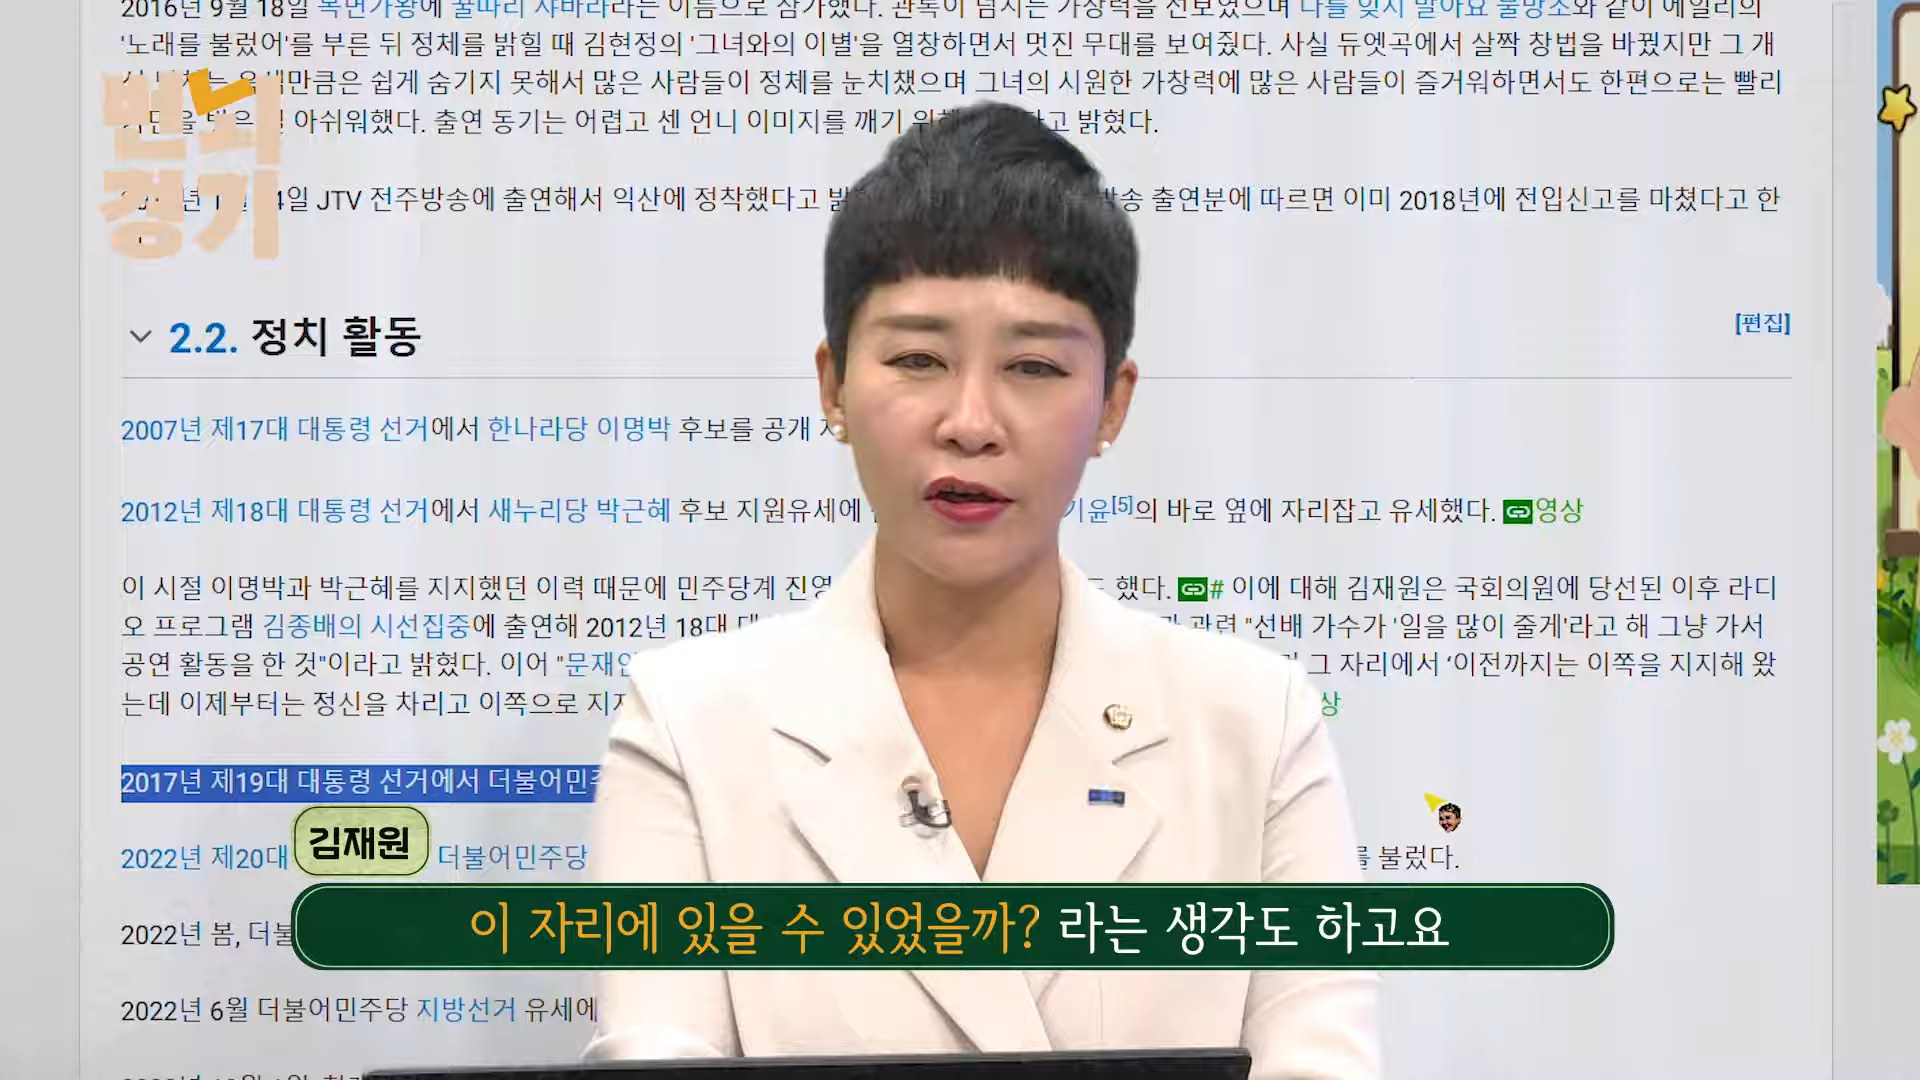 2016년 9월 18일 복면가왕에 꿀따리 샤바라라는 이름으로 참가했다. 관록이 넘치는 가창력을 선보였으며 나를 잊지 말아요 물망초와 같이 에일리의
'노래를 불렀어'를 부른 뒤 정체를 밝힐 때 김현정의 '그녀와의 이별'을 열창하면서 멋진 무대를 보여줬다. 사실 듀엣곡에서 살짝 창법을 바꿨지만 그 개
만큼은 쉽게 숨기지 못해서 많은 사람들이 정체를 눈치챘으며 그녀의 시원한 가창력에 많은 사람들이 즐거워하면서도 한편으로는 빨리
아쉬워했다. 출연 동기는 어렵고 센 언니 이미지를 깨기 고 밝혔다.
번뇌
경기
4일 JTV 전주방송에 출연해서 익산에 정착했다고 방송 출연분에 따르면 이미 2018년에 전입신고를 마쳤다고 한
2.2. 정치 활동
[편집]
2007년 제17대 대통령 선거에서 한나라당 이명박 후보를 공개
2012년 제18대 대통령 선거에서 새누리당 박근혜 후보 지원유세에 기윤[5]의 바로 옆에 자리잡고 유세했다. 영상
이 시절 이명박과 박근혜를 지지했던 이력 때문에 민주당계 진영 했다. # 이에 대해 김재원은 국회의원에 당선된 이후 라디
오 프로그램 김종배의 시선집중에 출연해 2012년 18대 관련 "선배 가수가 '일을 많이 줄게'라고 해 그냥 가서
공연 활동을 한 것"이라고 밝혔다. 이어 "문재인 그 자리에서 '이전까지는 이쪽을 지지해 왔
는데 이제부터는 정신을 차리고 이쪽으로 지지 상
2017년 제19대 대통령 선거에서 더불어민주
2022년 제20대 더불어민주당 를 불렀다.
김재원
이 자리에 있을 수 있었을까? 라는 생각도 하고요
2022년 봄, 더불
2022년 6월 더불어민주당 지방선거 유세에